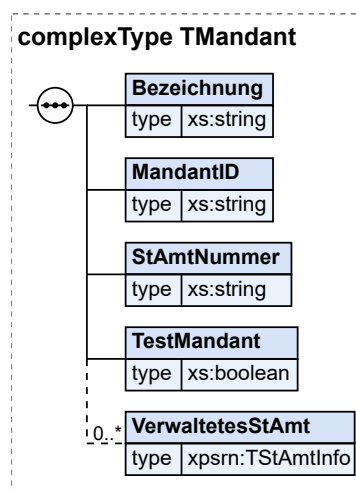 complexType TMandant
Bezeichnung
type xs:string
MandantID
type xs:string
StAmtNummer
type xs:string
TestMandant
type xs:boolean
0..* VerwaltetesStAmt
type xpsrn:TStAmtInfo